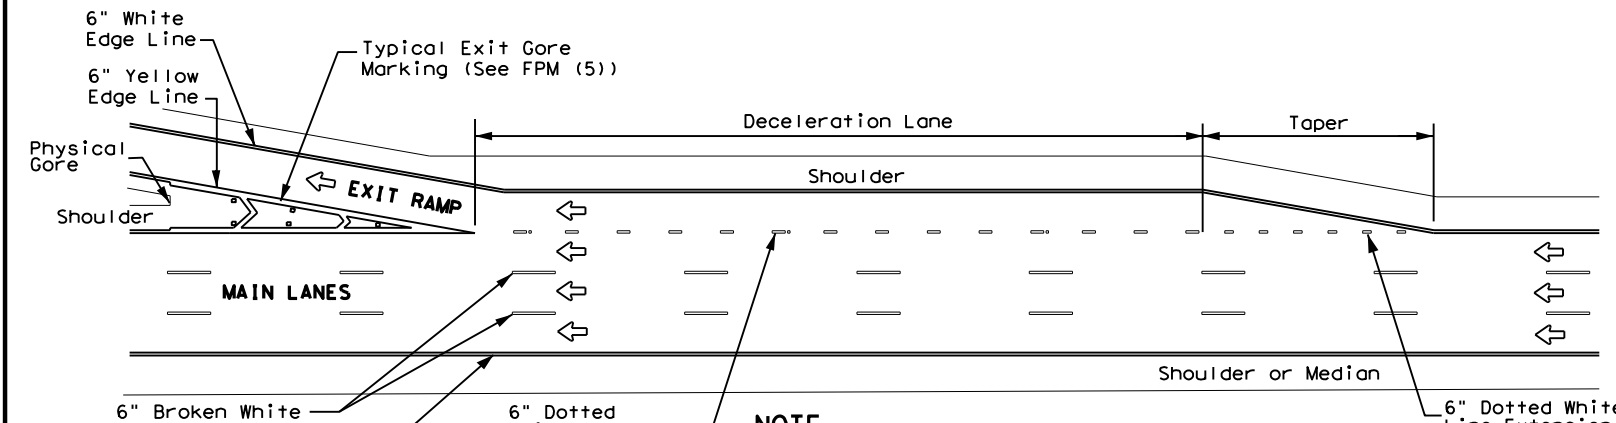 6" White
Edge Line
Typical Exit Gore
Marking (See FPM (5))
6" Yellow
Edge Line
Deceleration Lane
Taper
Physical
Gore
Shoulder
EXIT RAMP
Shoulder
MAIN LANES
Shoulder or Median
6" Broken White
6" Dotted
NOTE
6" Dotted White
Line Extension